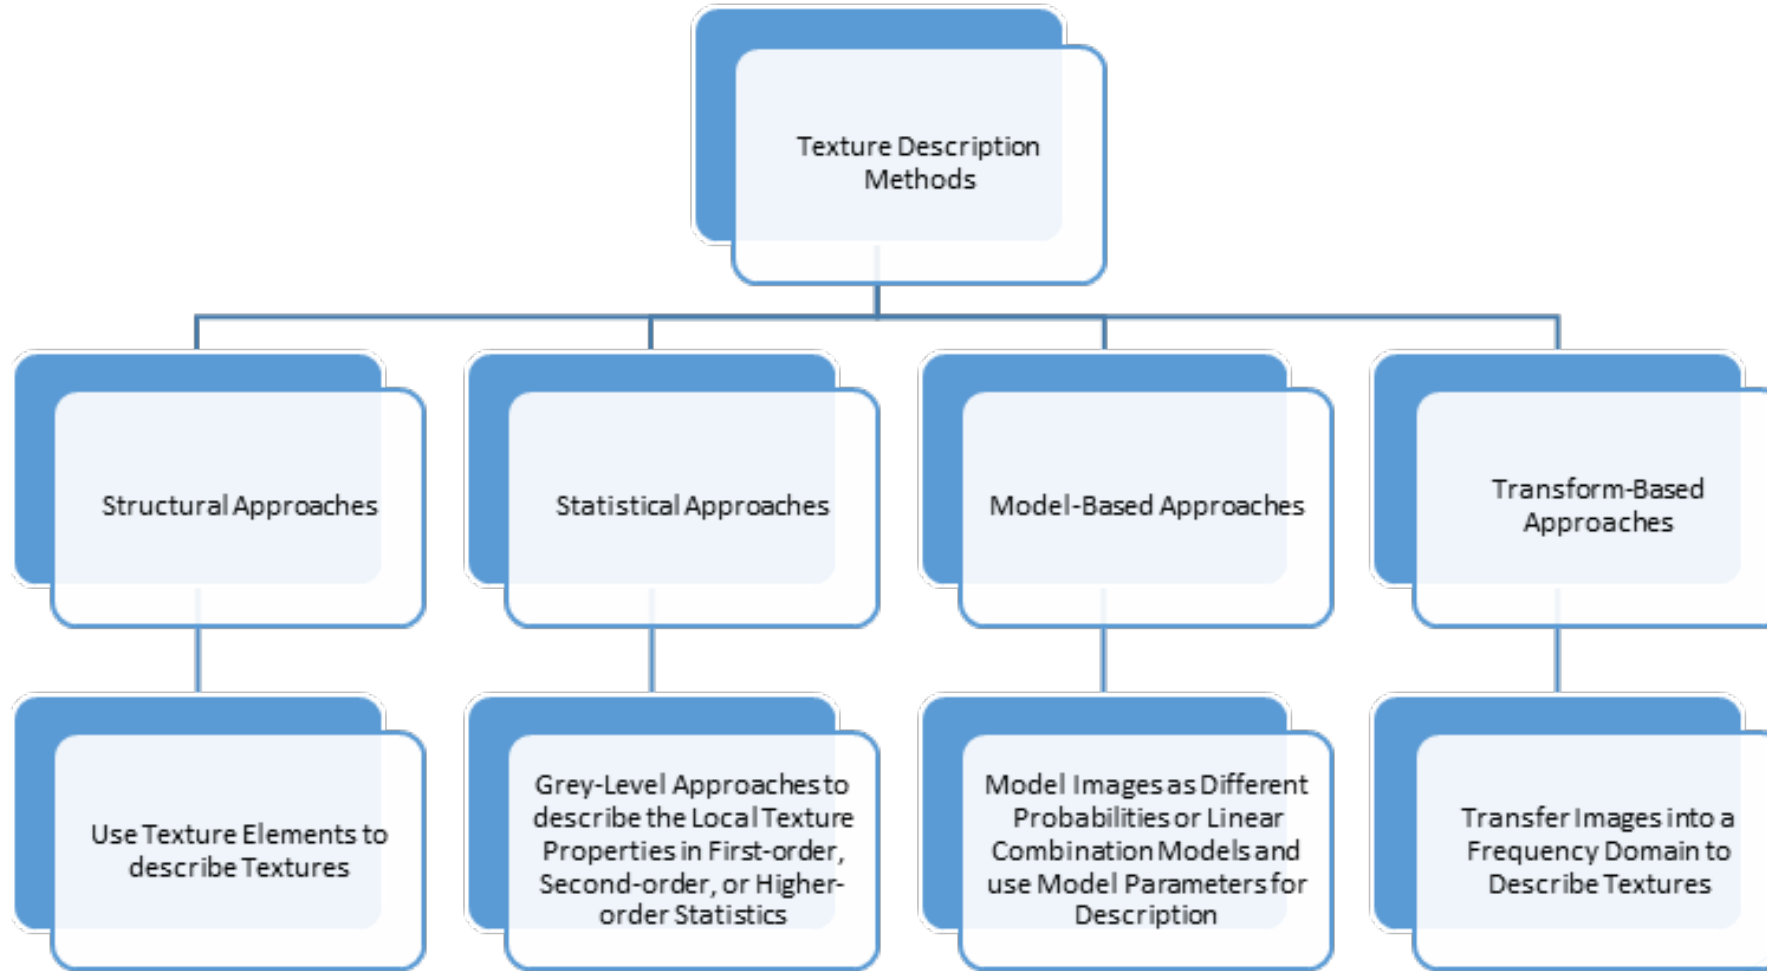 Texture Description
Methods
Structural Approaches
Statistical Approaches
Model-Based Approaches
Transform-Based
Approaches
Use Texture Elements to
describe Textures
Grey-Level Approaches to
describe the Local Texture
Properties in First-order,
Second-order, or Higher-
order Statistics
Model Images as Different
Probabilities or Linear
Combination Models and
use Model Parameters for
Description
Transfer Images into a
Frequency Domain to
Describe Textures